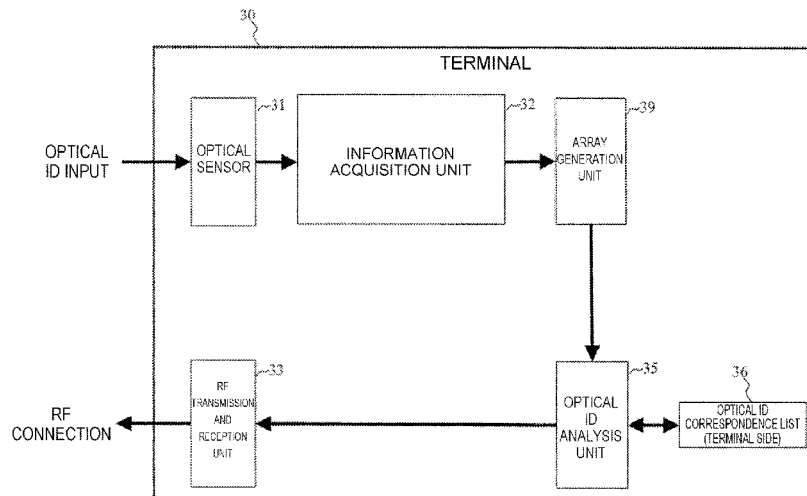 30
TERMINAL
31
32
39
OPTICAL
ID INPUT
OPTICAL
SENSOR
INFORMATION
ACQUISITION UNIT
ARRAY
GENERATION
UNIT
33
35
36
RF
CONNECTION
RF
TRANSMISSION
AND
RECEPTION
UNIT
OPTICAL
ID
ANALYSIS
UNIT
OPTICAL ID
CORRESPONDENCE LIST
(TERMINAL SIDE)